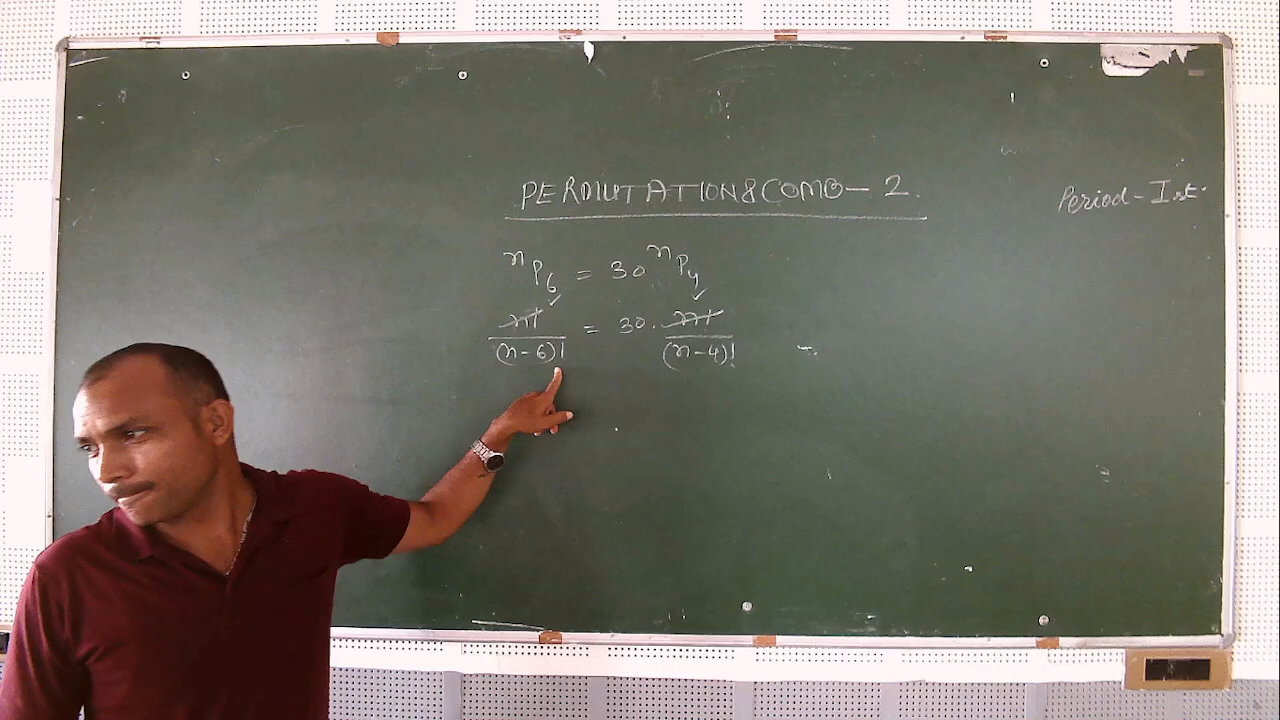 PERMUTATION & COMB - 2.
Period - Ist.
ⁿP₆ = 30 ⁿP₄
n!/(n-6)! = 30. n!/(n-4)!